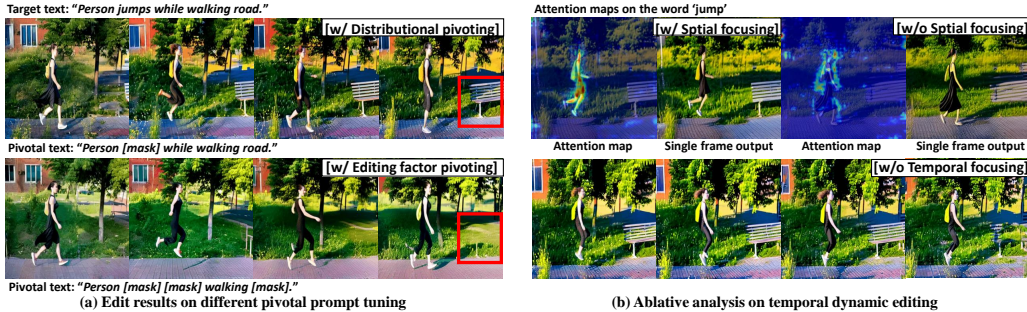 Target text: “Person jumps while walking road.”
[w/ Distributional pivoting]
Pivotal text: “Person [mask] while walking road.”
[w/ Editing factor pivoting]
Pivotal text: “Person [mask] [mask] walking [mask].”
(a) Edit results on different pivotal prompt tuning
Attention maps on the word ‘jump’
[w/ Sptial focusing]
[w/o Sptial focusing]
Attention map Single frame output Attention map Single frame output
[w/o Temporal focusing]
(b) Ablative analysis on temporal dynamic editing